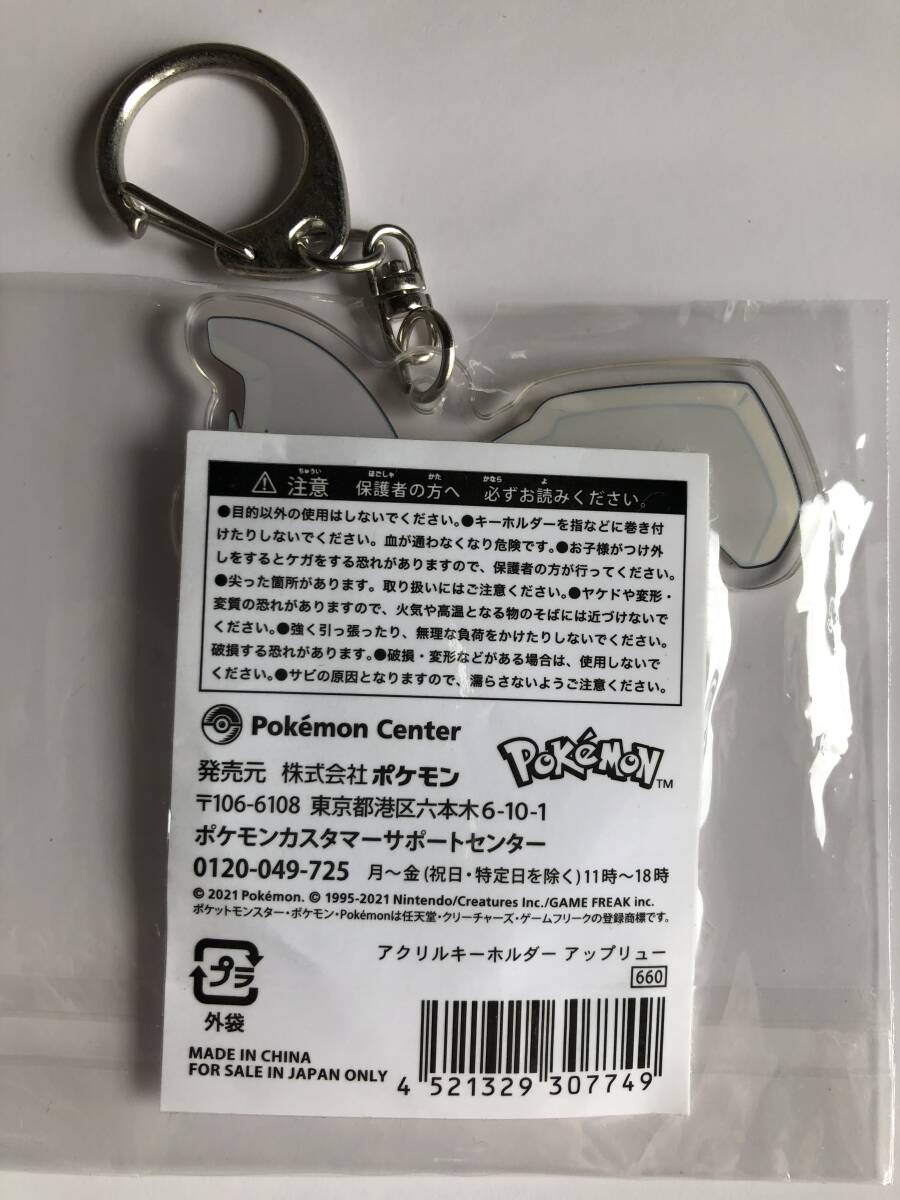 ちゅうい ほごしゃ かた かなら よ
⚠ 注意 保護者の方へ 必ずお読みください。
●目的以外の使用はしないでください。●キーホルダーを指などに巻き付
けたりしないでください。血が通わなくなり危険です。●お子様がつけ外
しをするとケガをする恐れがありますので、保護者の方が行ってください。
●尖った箇所があります。取り扱いにはご注意ください。●ヤケドや変形・
変質の恐れがありますので、火気や高温となる物のそばには近づけないで
ください。●強く引っ張ったり、無理な負荷をかけたりしないでください。
破損する恐れがあります。●破損・変形などがある場合は、使用しないで
ください。●サビの原因となりますので、濡らさないようご注意ください。
Pokémon Center
POKéMON™
発売元 株式会社ポケモン
〒106-6108 東京都港区六本木6-10-1
ポケモンカスタマーサポートセンター
0120-049-725 月～金(祝日・特定日を除く)11時～18時
© 2021 Pokémon. © 1995-2021 Nintendo/Creatures Inc./GAME FREAK inc.
ポケットモンスター・ポケモン・Pokémonは任天堂・クリーチャーズ・ゲームフリークの登録商標です。
アクリルキーホルダー アップリュー
660
プラ
外袋
MADE IN CHINA
FOR SALE IN JAPAN ONLY
4 521329 307749